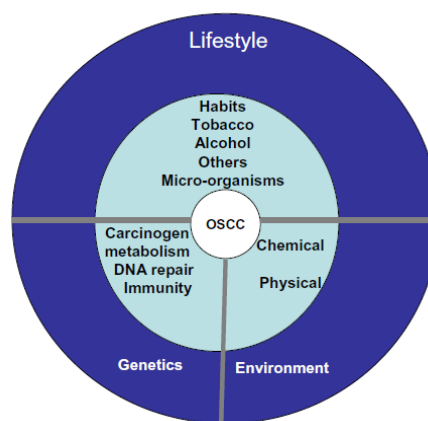 Lifestyle
Habits
Tobacco
Alcohol
Others
Micro-organisms
OSCC
Carcinogen
metabolism
DNA repair
Immunity
Chemical
Physical
Genetics
Environment